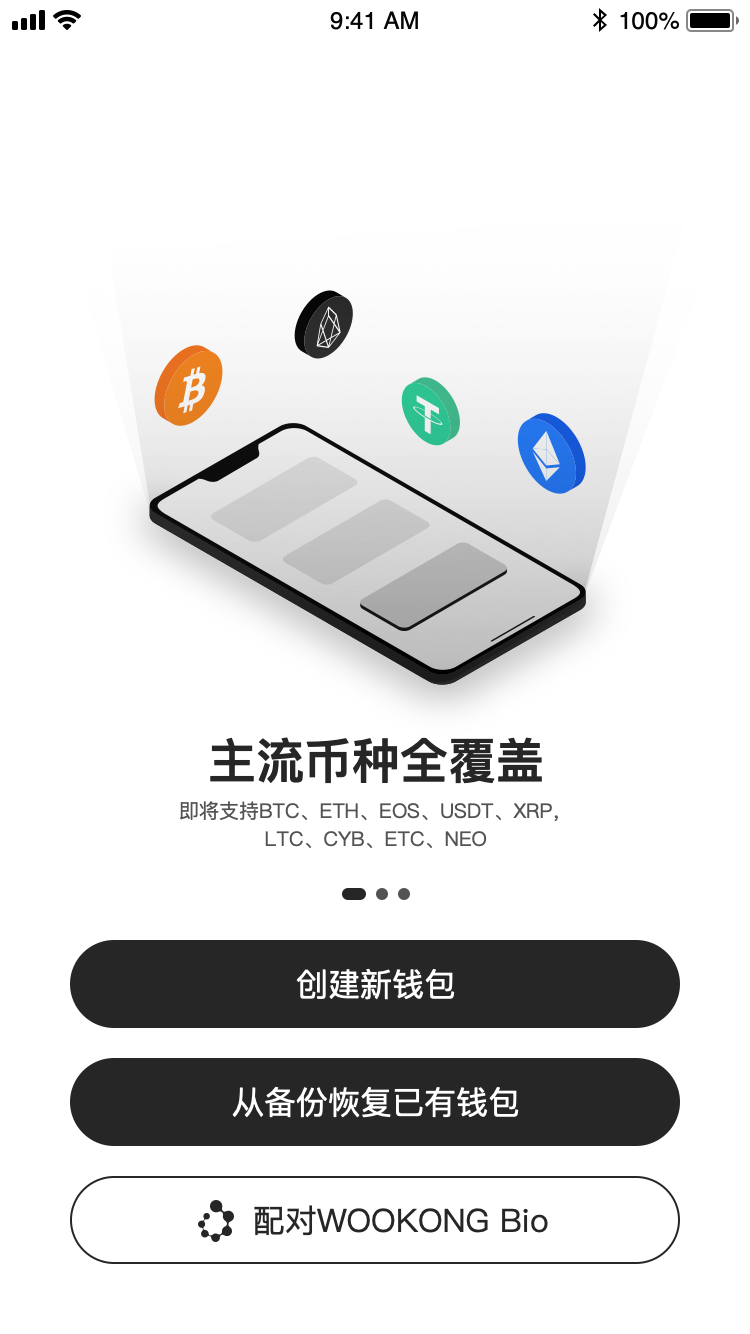 9:41 AM
100%
主流币种全覆盖
即将支持BTC、ETH、EOS、USDT、XRP,
LTC、CYB、ETC、NEO
创建新钱包
从备份恢复已有钱包
配对WOOKONG Bio